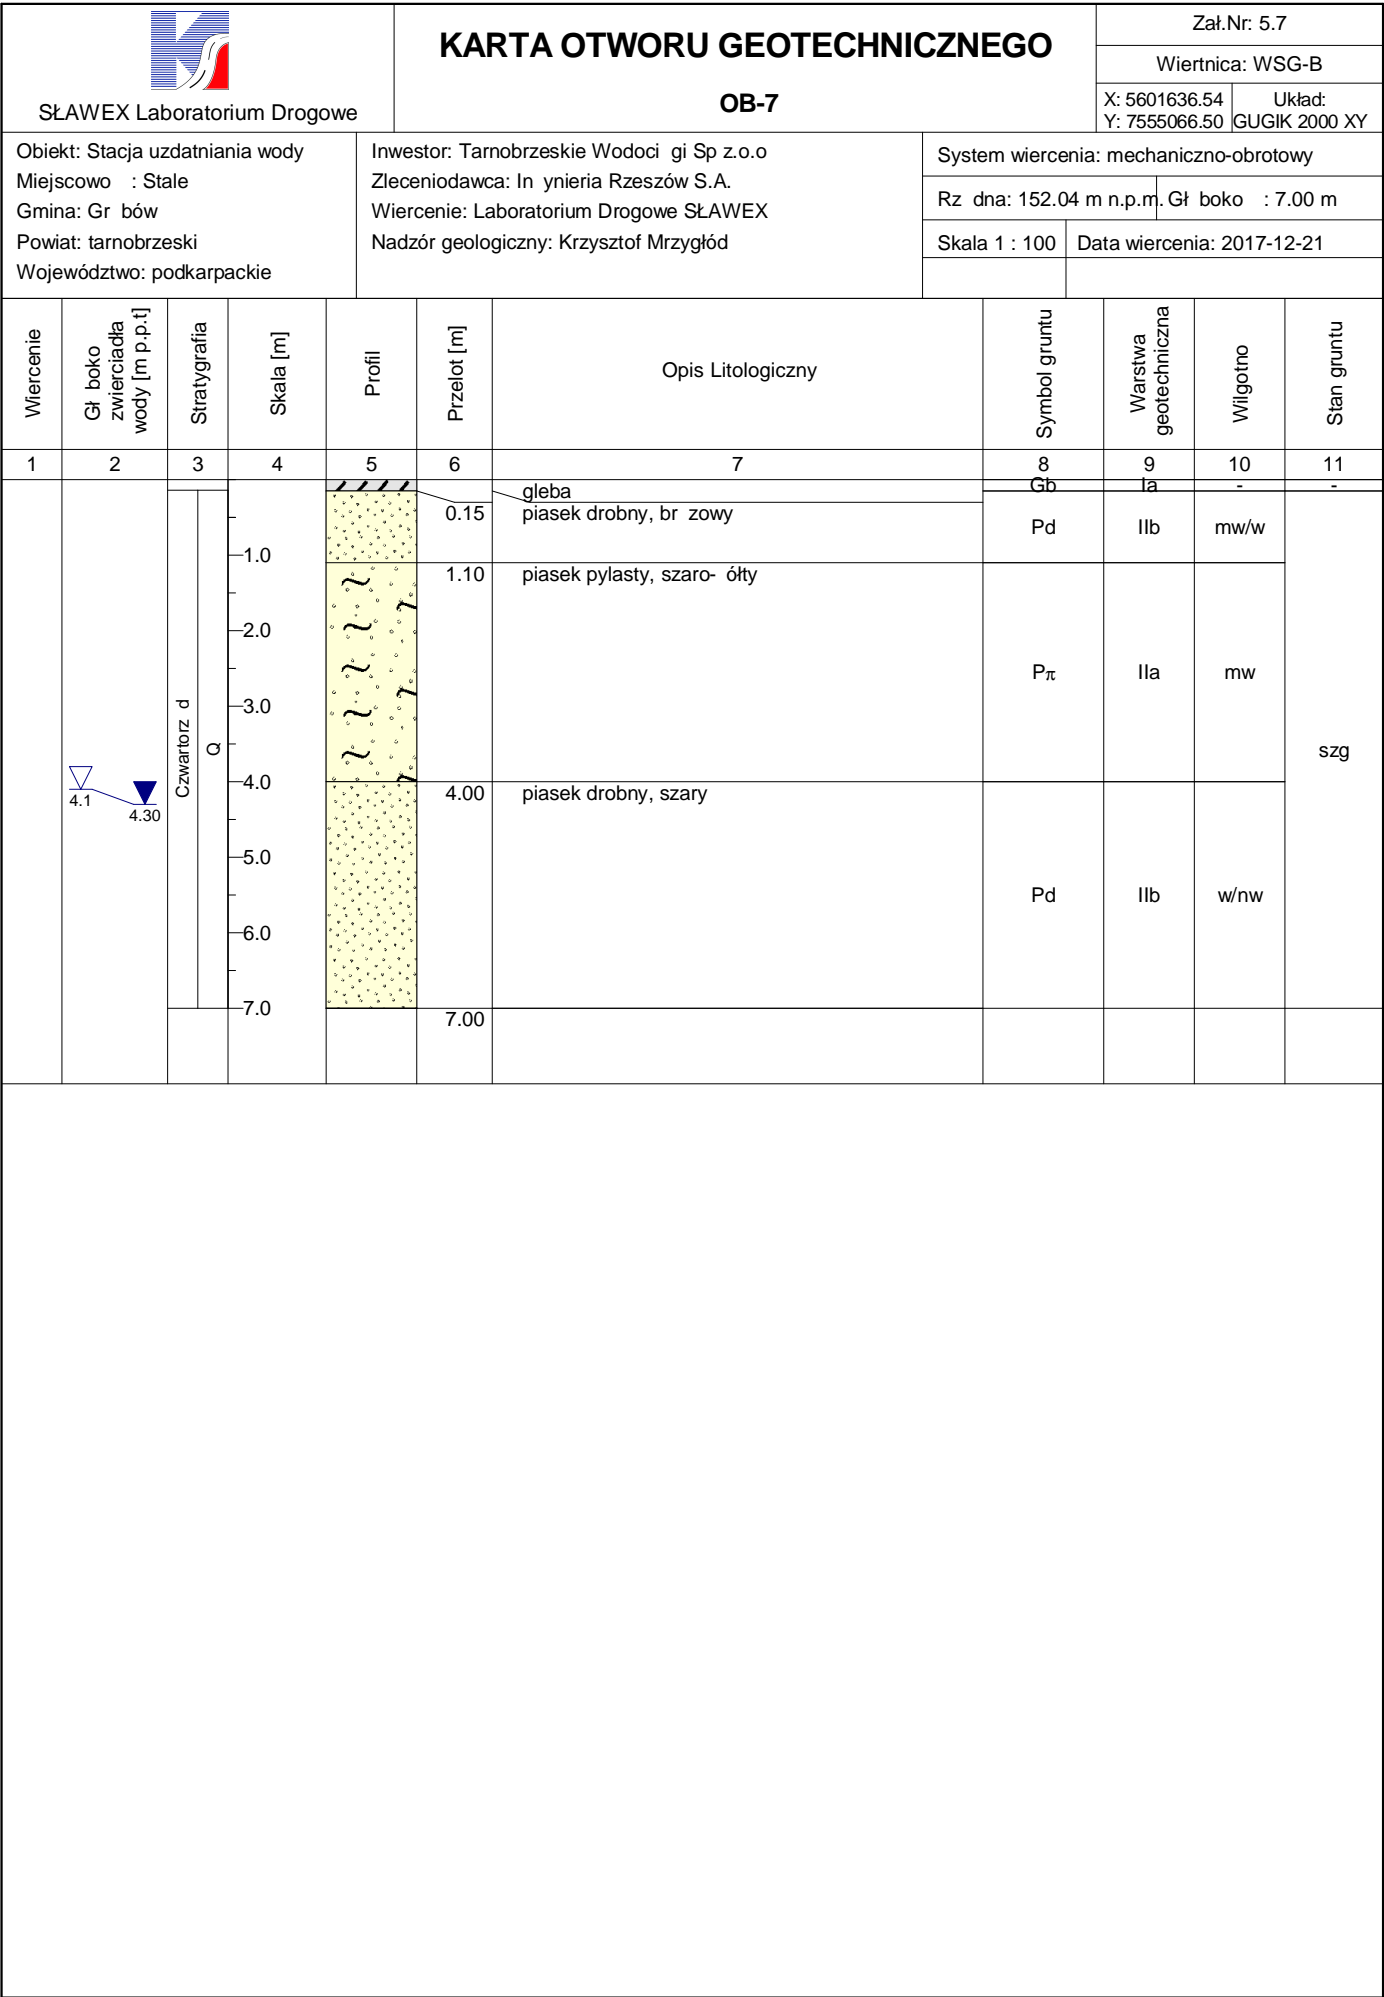 SŁAWEX Laboratorium Drogowe
KARTA OTWORU GEOTECHNICZNEGO
OB-7
Zał.Nr: 5.7
Wiertnica: WSG-B
X: 5601636.54
Y: 7555066.50
Układ:
GUGIK 2000 XY
Obiekt: Stacja uzdatniania wody
Miejscowo : Stale
Gmina: Gr bów
Powiat: tarnobrzeski
Województwo: podkarpackie
Inwestor: Tarnobrzeskie Wodoci gi Sp z.o.o
Zleceniodawca: In ynieria Rzeszów S.A.
Wiercenie: Laboratorium Drogowe SŁAWEX
Nadzór geologiczny: Krzysztof Mrzygłód
System wiercenia: mechaniczno-obrotowy
Rz dna: 152.04 m n.p.m. Gł boko : 7.00 m
Skala 1 : 100 Data wiercenia: 2017-12-21
Wiercenie
Gł boko
zwierciadła
wody [m p.p.t]
Stratygrafia
Skala [m]
Profil
Przelot [m]
Opis Litologiczny
Symbol gruntu
Warstwa
geotechniczna
Wilgotno
Stan gruntu
1 2 3 4 5 6 7 8 9 10 11
gleba Gb Ia - -
0.15 piasek drobny, br zowy Pd IIb mw/w
1.0
1.10 piasek pylasty, szaro- ółty
2.0
Pπ IIa mw
3.0
Czwartorz d
Q
szg
4.0
4.1
4.30
4.00 piasek drobny, szary
5.0
Pd IIb w/nw
6.0
7.0
7.00